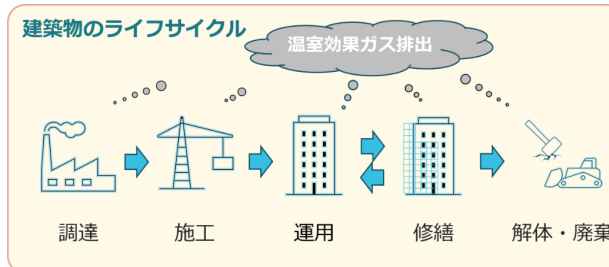 建築物のライフサイクル
温室効果ガス排出
調達
施工
運用
修繕
解体・廃棄